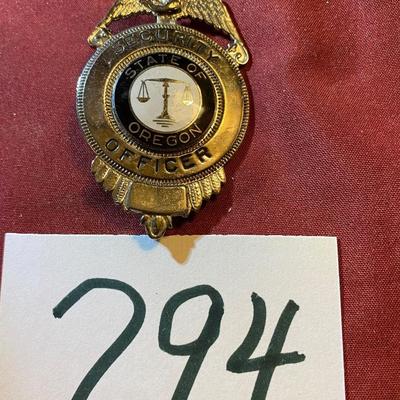 SECURITY
STATE OF
OREGON
OFFICER
794